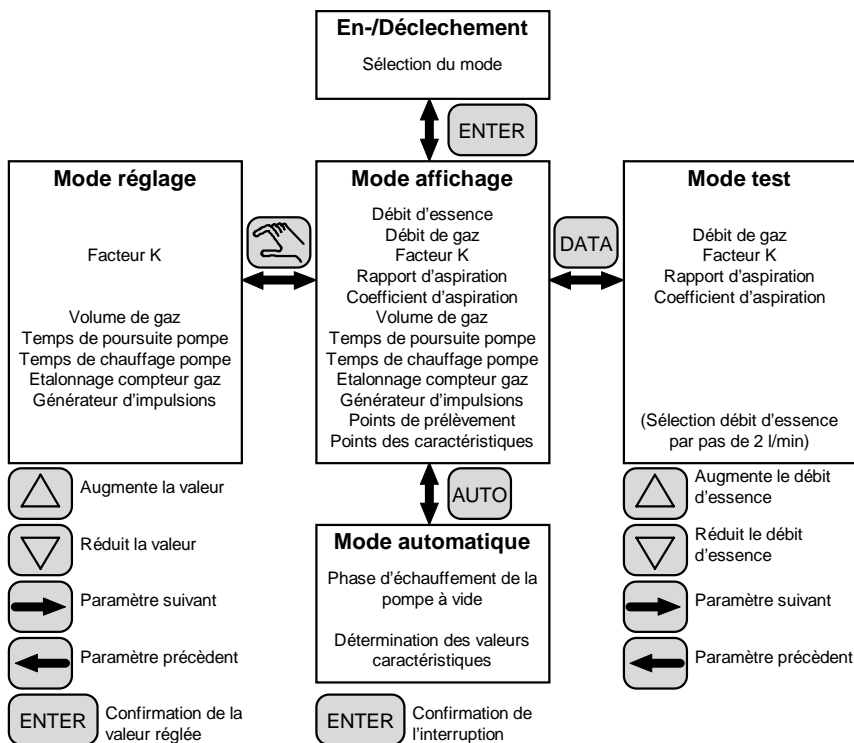 En-/Déclechement
Sélection du mode
ENTER
Mode réglage
Facteur K
Volume de gaz
Temps de poursuite pompe
Temps de chauffage pompe
Etalonnage compteur gaz
Générateur d'impulsions
Mode affichage
Débit d'essence
Débit de gaz
Facteur K
Rapport d'aspiration
Coefficient d'aspiration
Volume de gaz
Temps de poursuite pompe
Temps de chauffage pompe
Etalonnage compteur gaz
Générateur d'impulsions
Points de prélèvement
Points des caractéristiques
DATA
Mode test
Débit de gaz
Facteur K
Rapport d'aspiration
Coefficient d'aspiration
(Sélection débit d'essence
par pas de 2 l/min)
Augmente la valeur
Réduit la valeur
Paramètre suivant
Paramètre précèdent
ENTER
Confirmation de la
valeur réglée
AUTO
Mode automatique
Phase d'échauffement de la
pompe à vide
Détermination des valeurs
caractéristiques
ENTER
Confirmation de
l'interruption
Augmente le débit
d'essence
Réduit le débit
d'essence
Paramètre suivant
Paramètre précèdent